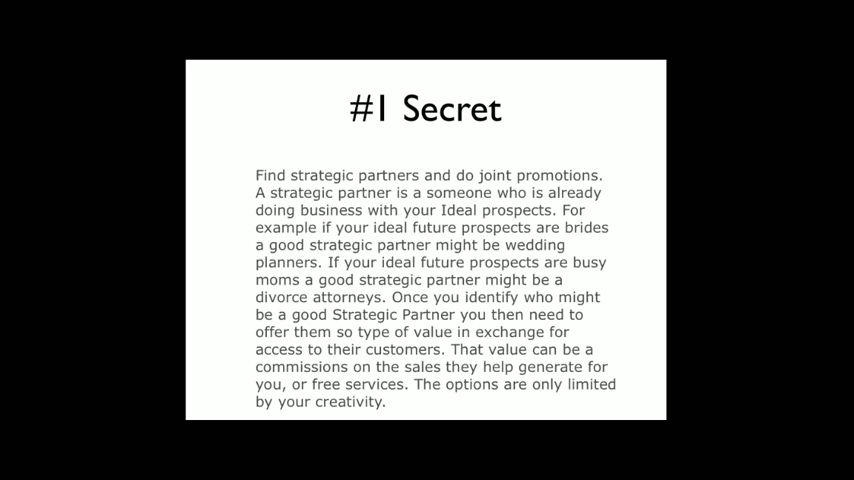 #1 Secret
Find strategic partners and do joint promotions.
A strategic partner is a someone who is already
doing business with your Ideal prospects. For
example if your ideal future prospects are brides
a good strategic partner might be wedding
planners. If your ideal future prospects are busy
moms a good strategic partner might be a
divorce attorneys. Once you identify who might
be a good Strategic Partner you then need to
offer them so type of value in exchange for
access to their customers. That value can be a
commissions on the sales they help generate for
you, or free services. The options are only limited
by your creativity.